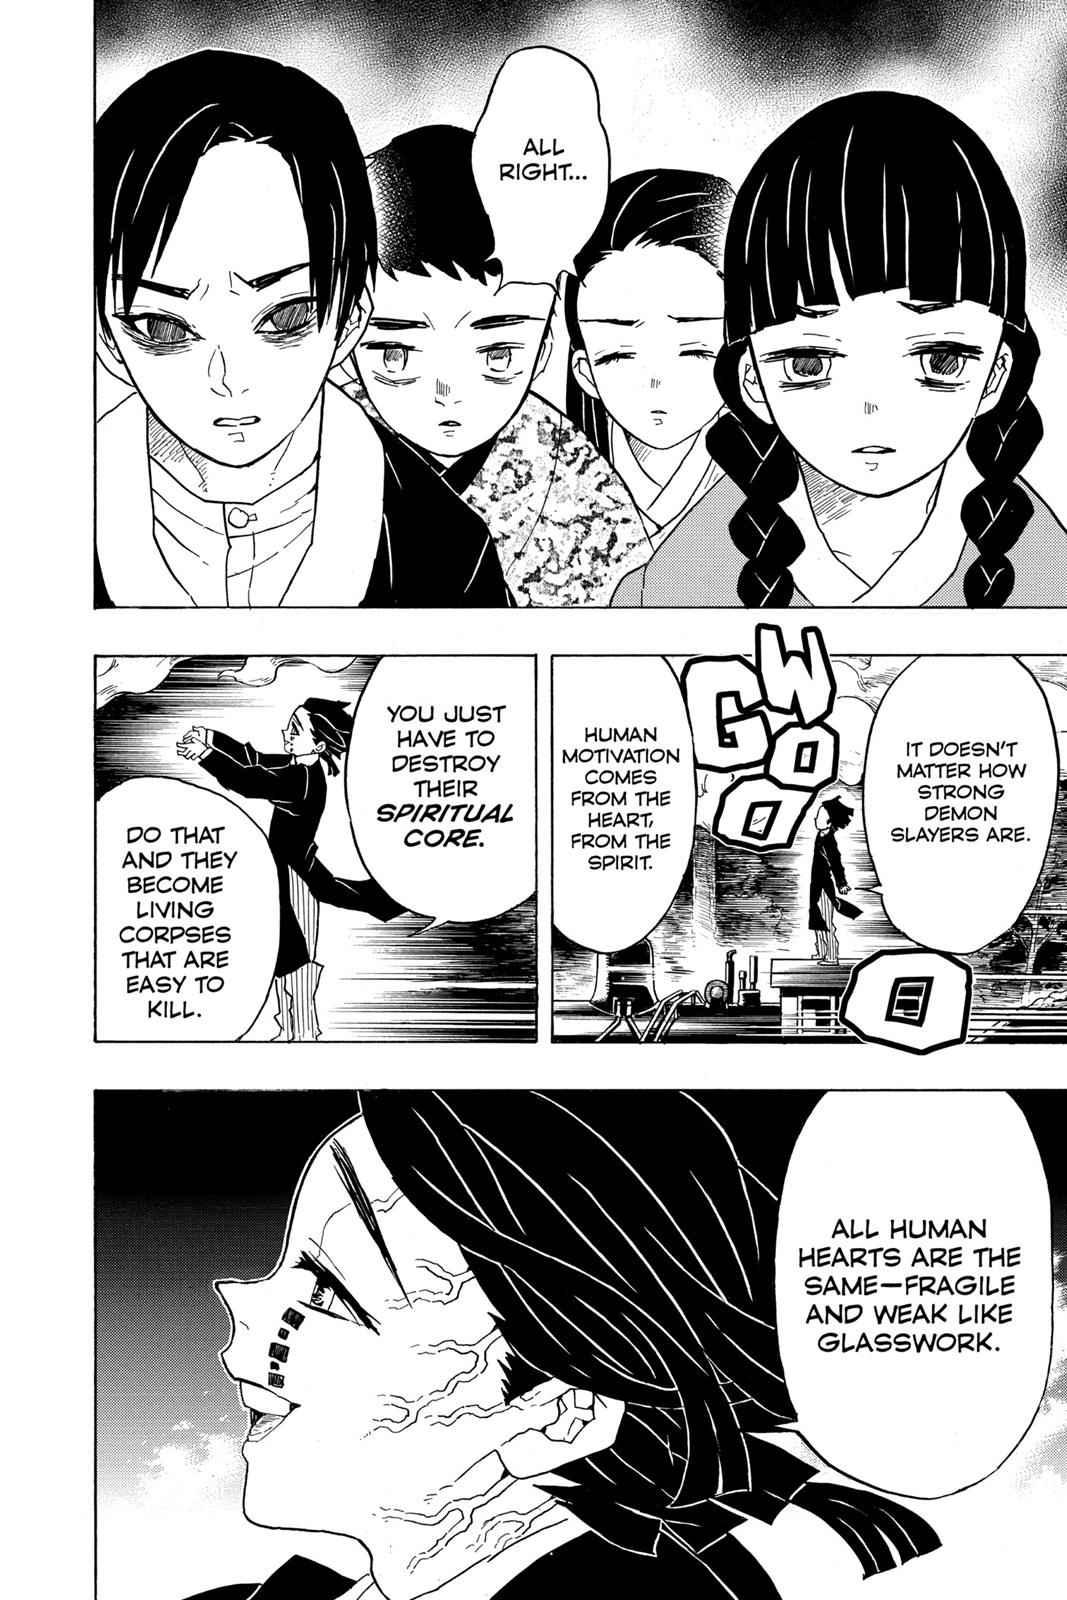 ALL
RIGHT...
IT DOESN'T
MATTER HOW
STRONG
DEMON
SLAYERS ARE.
GWOO
O
HUMAN
MOTIVATION
COMES
FROM THE
HEART,
FROM THE
SPIRIT.
YOU JUST
HAVE TO
DESTROY
THEIR
SPIRITUAL
CORE.
DO THAT
AND THEY
BECOME
LIVING
CORPSES
THAT ARE
EASY TO
KILL.
ALL HUMAN
HEARTS ARE THE
SAME—FRAGILE
AND WEAK LIKE
GLASSWORK.